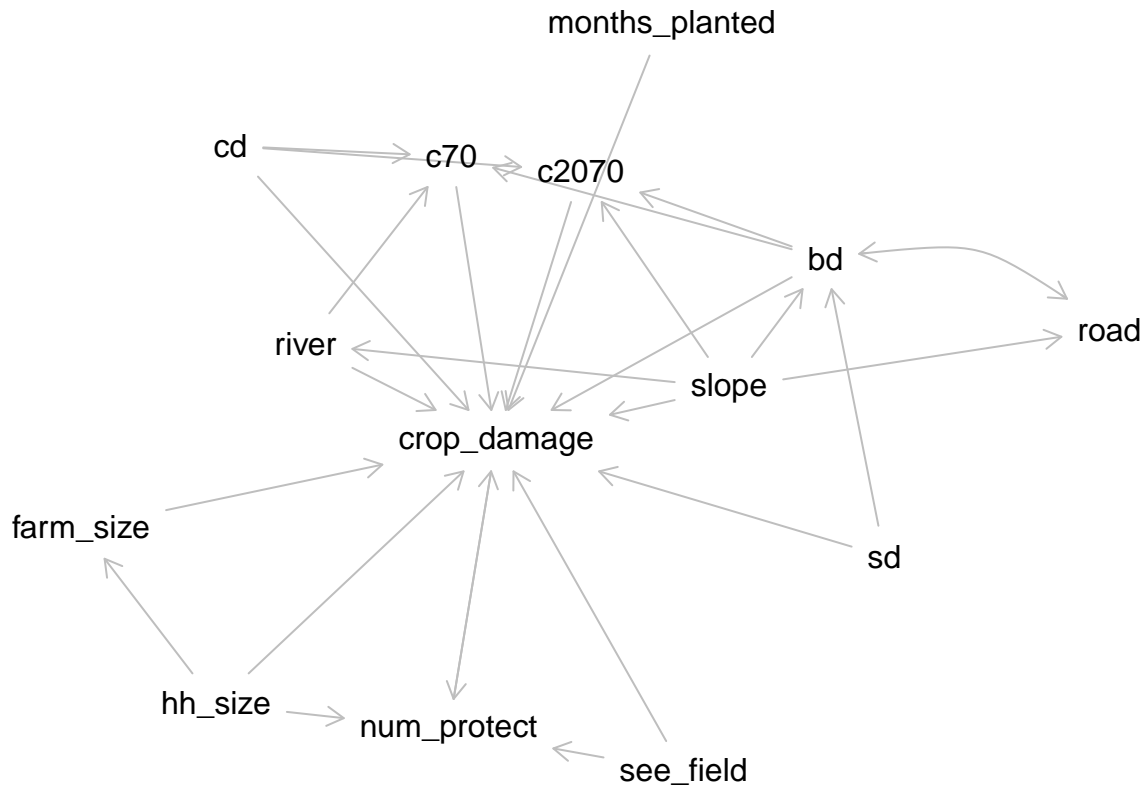 months_planted
cd
c70
c2070
bd
road
river
slope
crop_damage
farm_size
sd
hh_size
num_protect
see_field